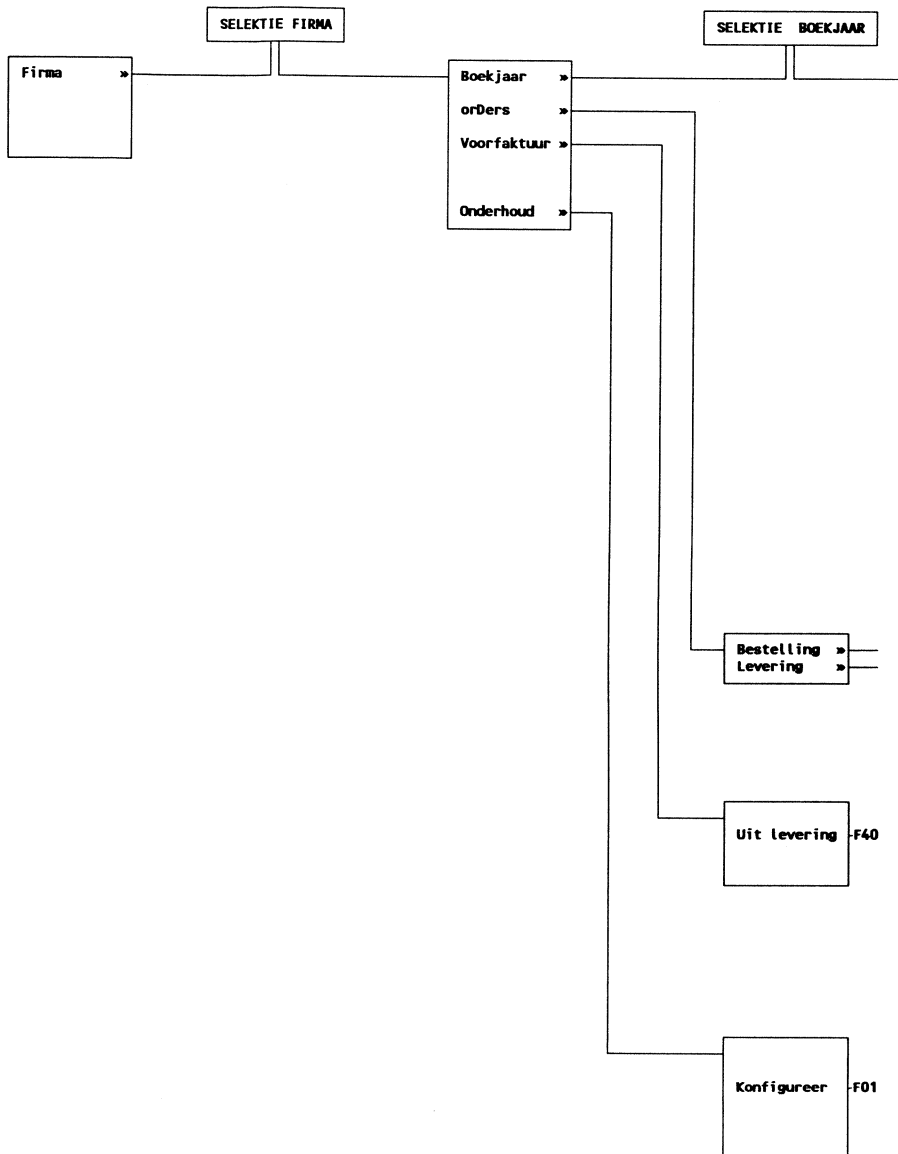 SELEKTIE FIRMA
SELEKTIE BOEKJAAR
Firma »
Boekjaar »
orDers »
Voorfaktuur »
Onderhoud »
Bestelling »
Levering »
Uit levering F40
Konfigureer F01